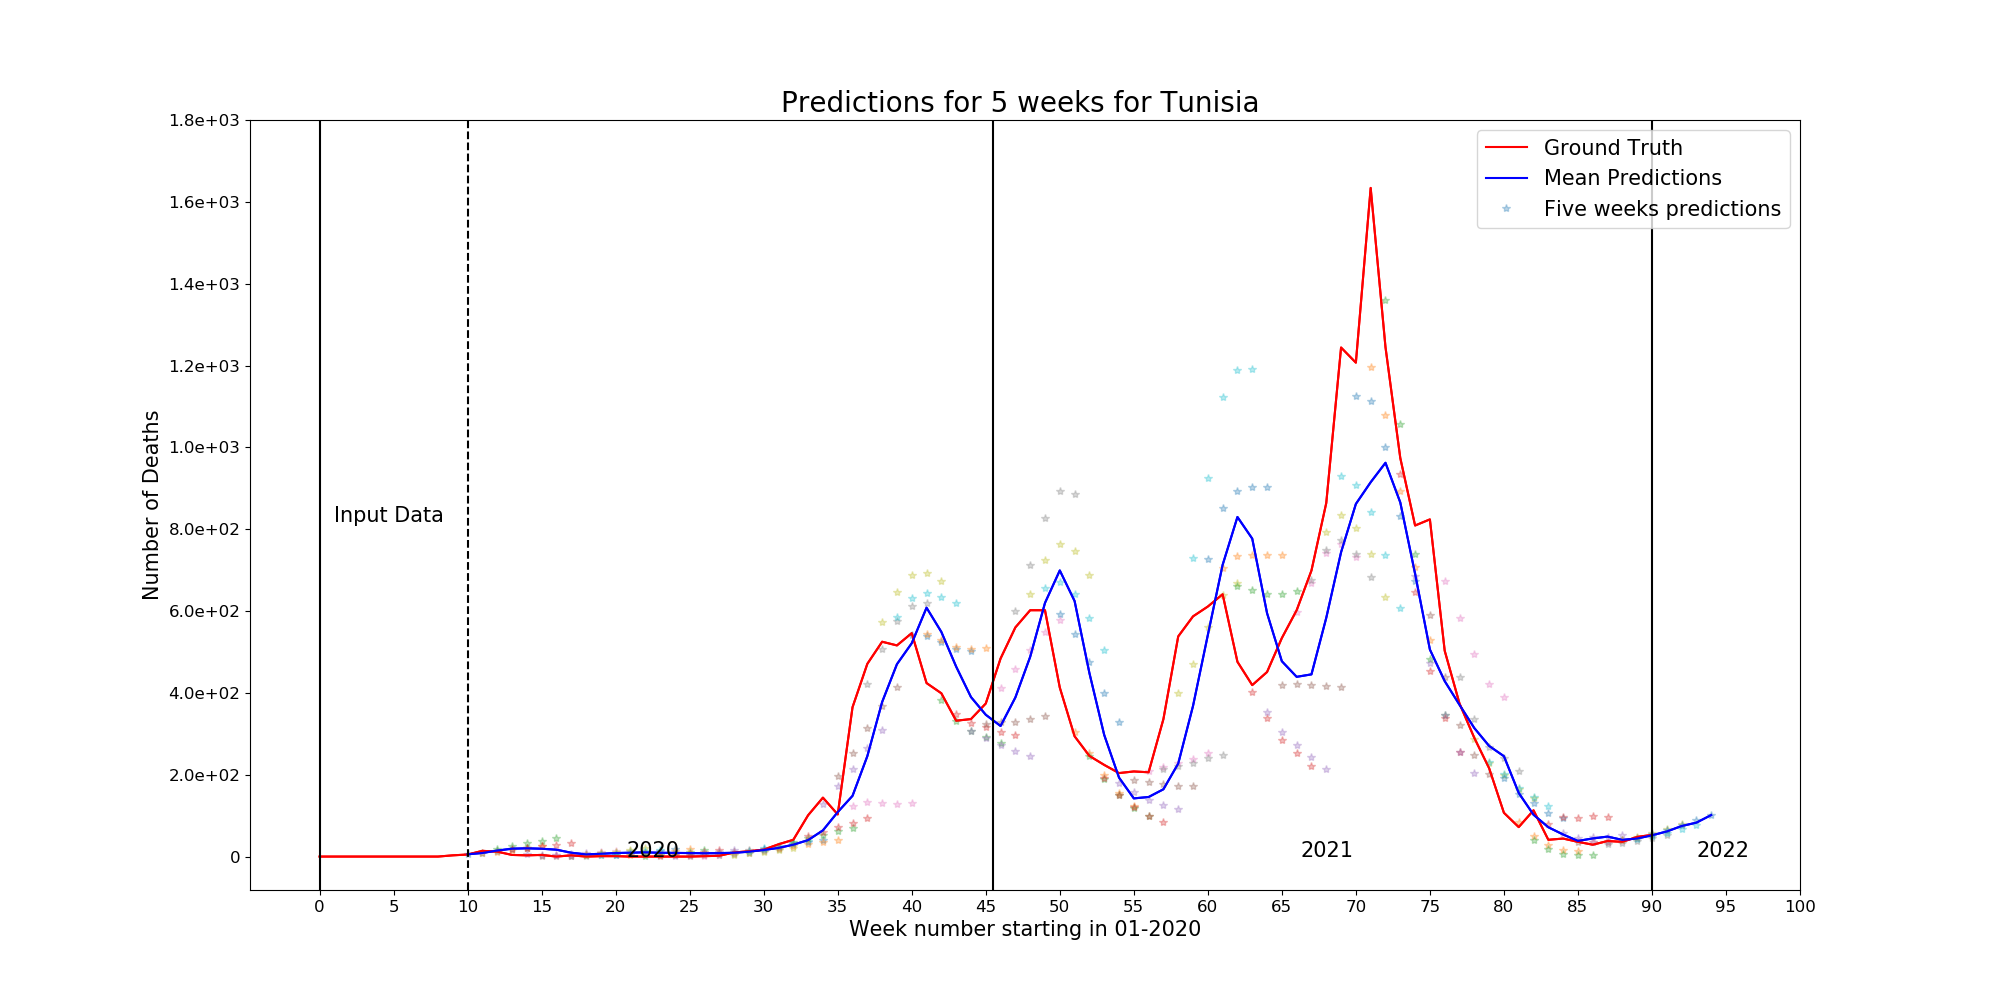 Predictions for 5 weeks for Tunisia
1.8e+03
1.6e+03
1.4e+03
1.2e+03
1.0e+03
8.0e+02
6.0e+02
4.0e+02
2.0e+02
0
Number of Deaths
Ground Truth
Mean Predictions
Five weeks predictions
Input Data
2020 2021 2022
0 5 10 15 20 25 30 35 40 45 50 55 60 65 70 75 80 85 90 95 100
Week number starting in 01-2020